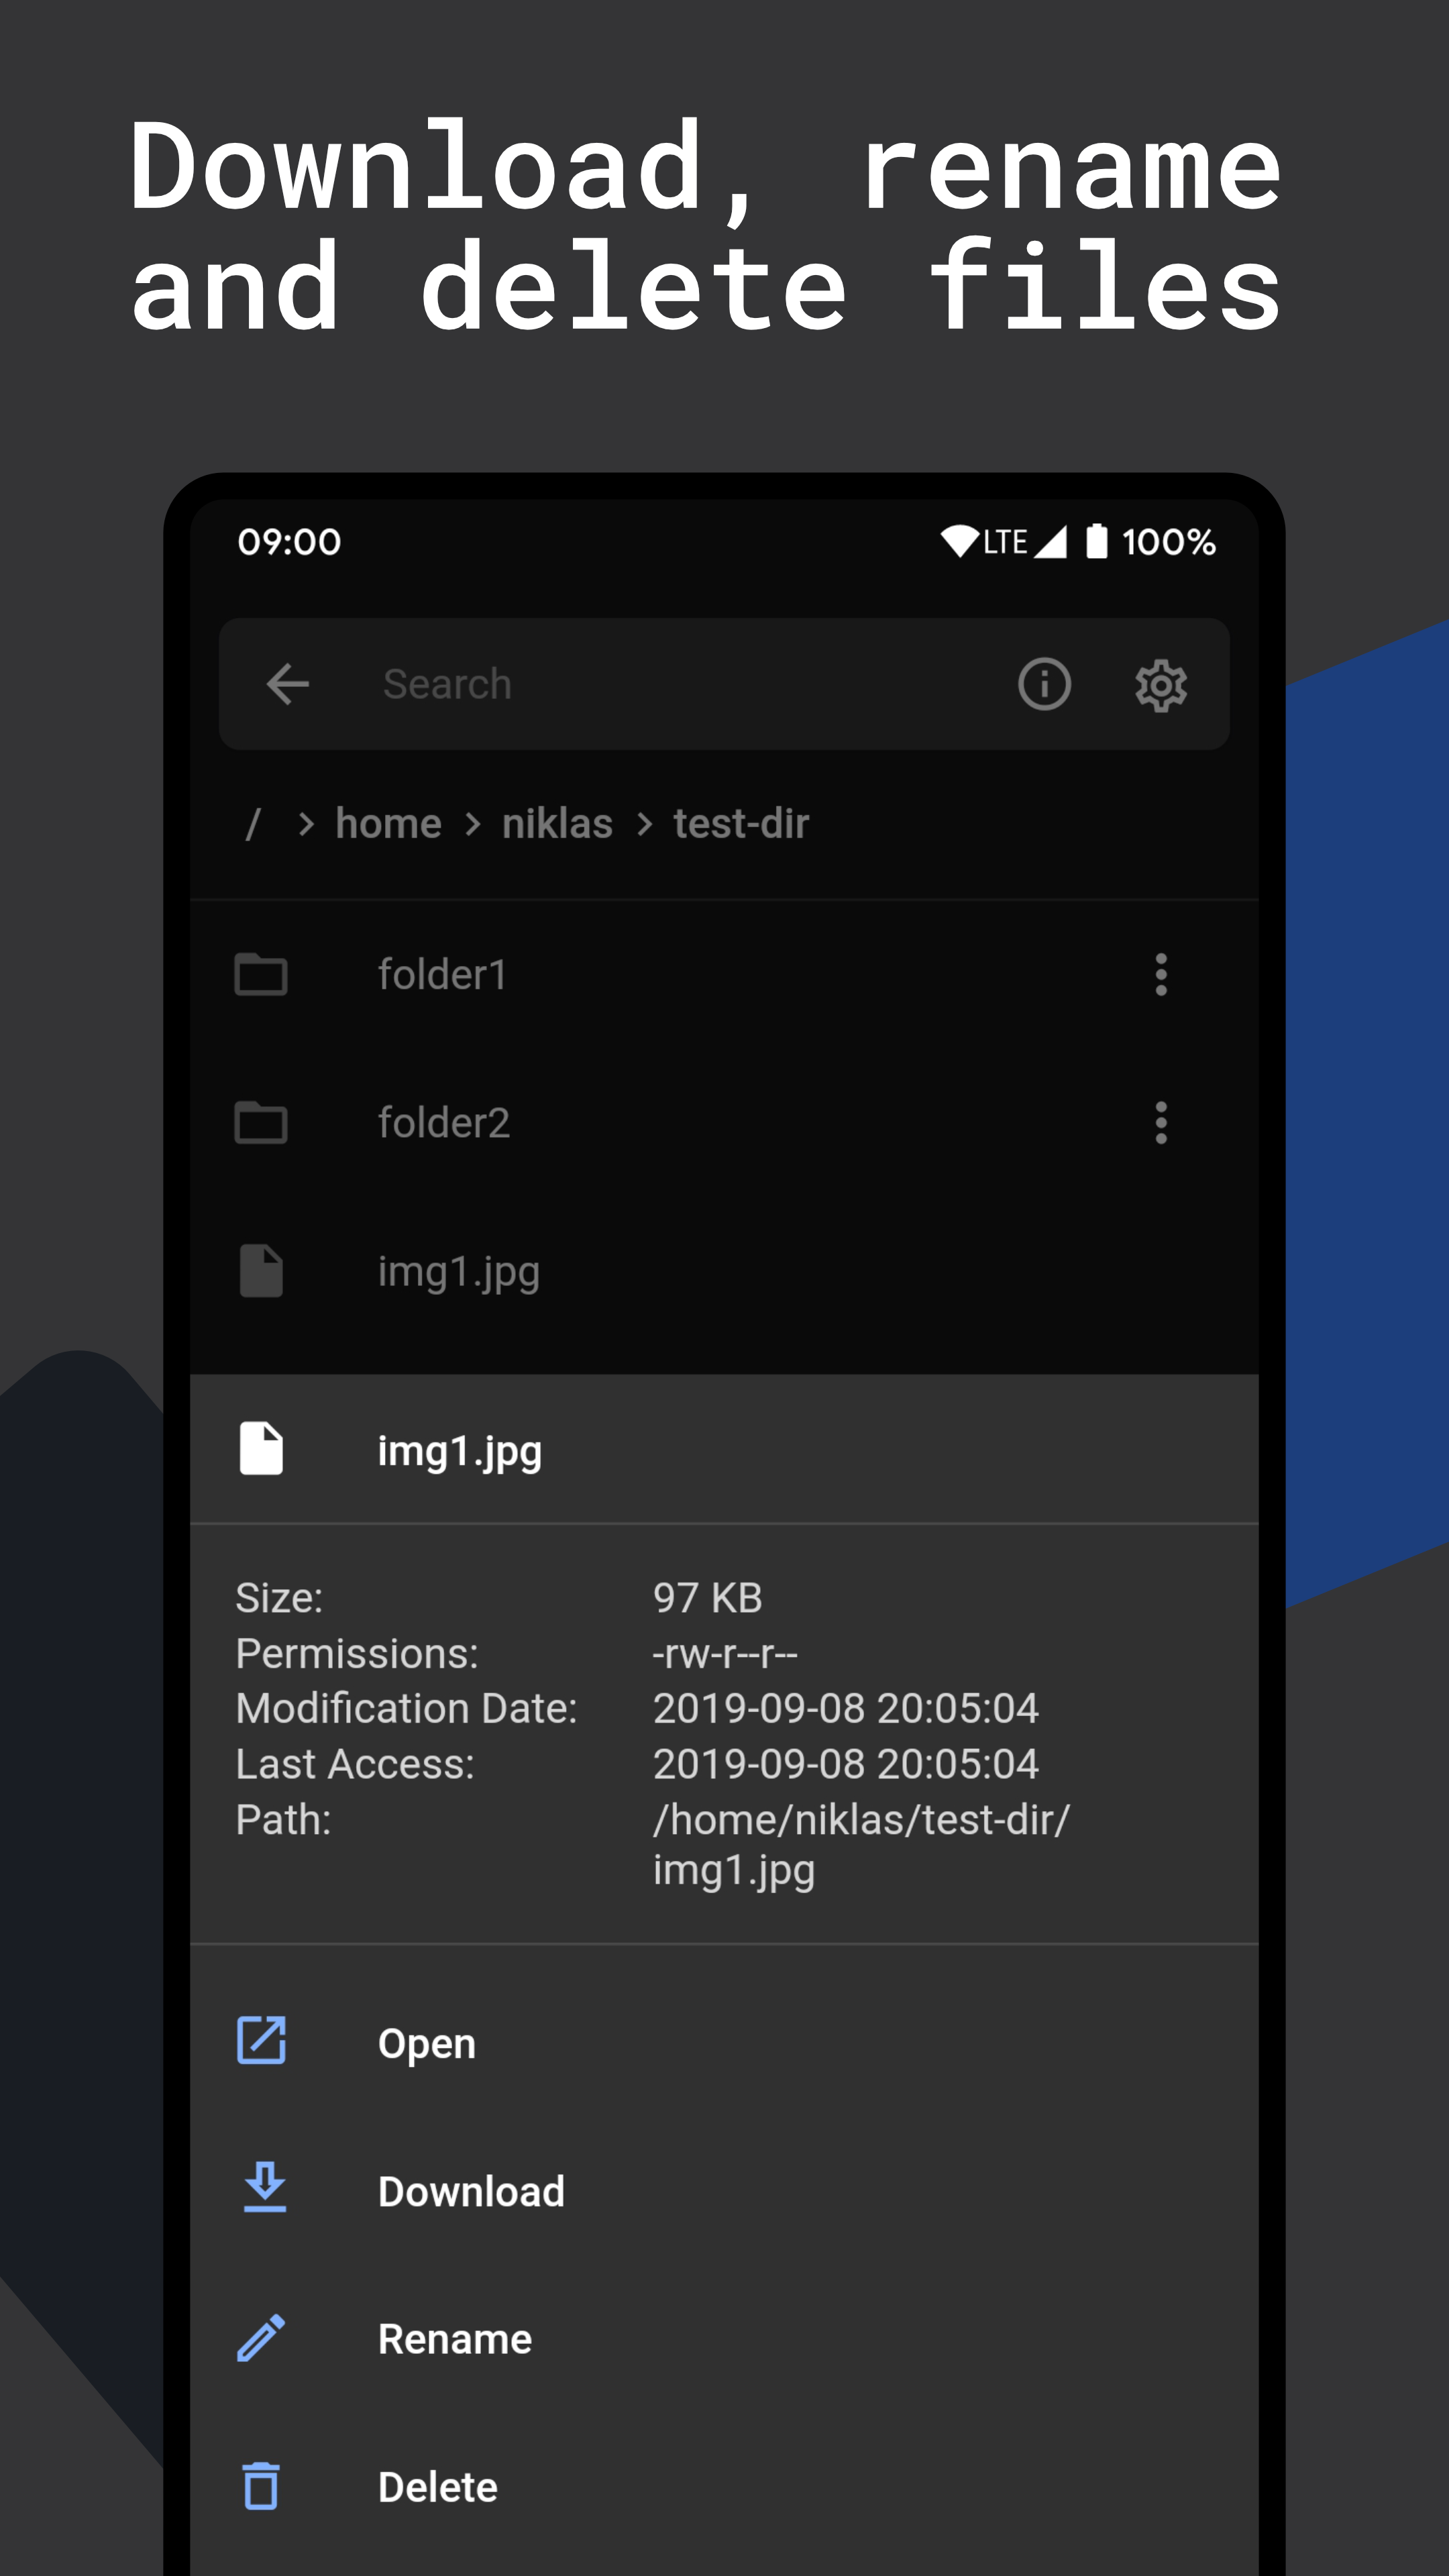 Download, rename
and delete files
09:00 LTE 100%
Search
/ > home > niklas > test-dir
folder1
folder2
img1.jpg
img1.jpg
Size: 97 KB
Permissions: -rw-r--r--
Modification Date: 2019-09-08 20:05:04
Last Access: 2019-09-08 20:05:04
Path: /home/niklas/test-dir/
img1.jpg
Open
Download
Rename
Delete